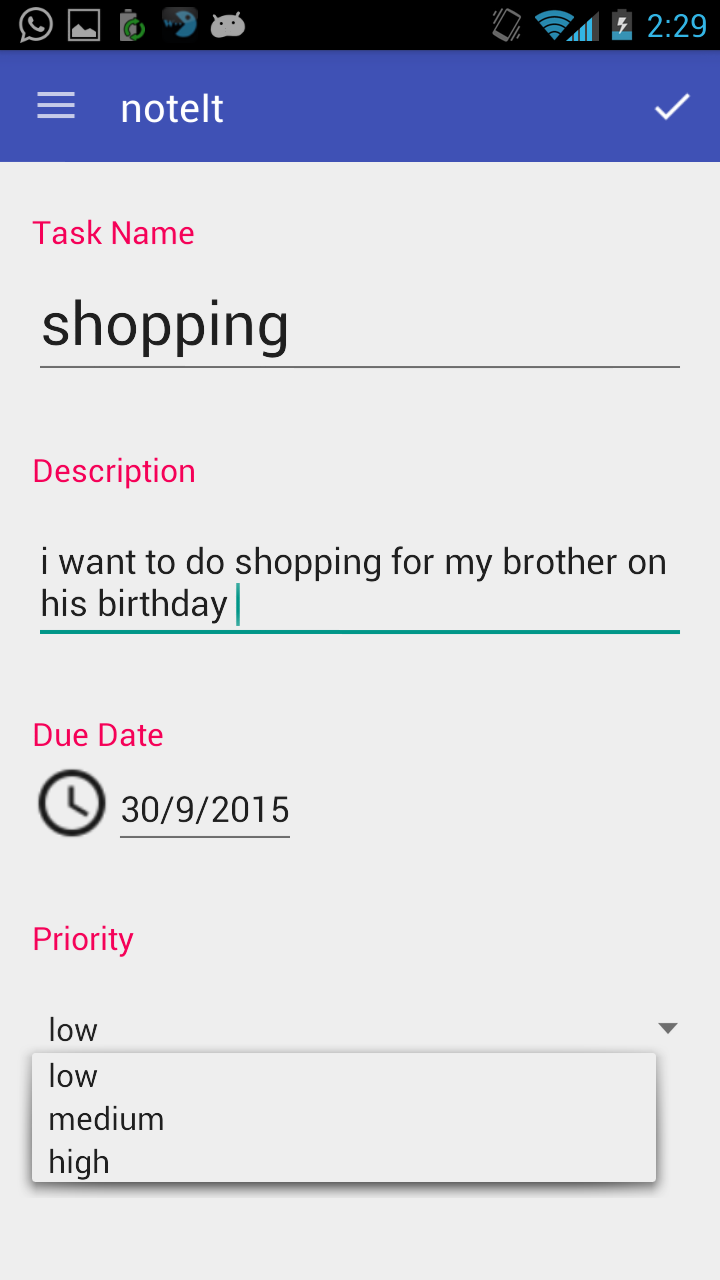 2:29
noteIt
Task Name
shopping
Description
i want to do shopping for my brother on
his birthday
Due Date
30/9/2015
Priority
low
low
medium
high